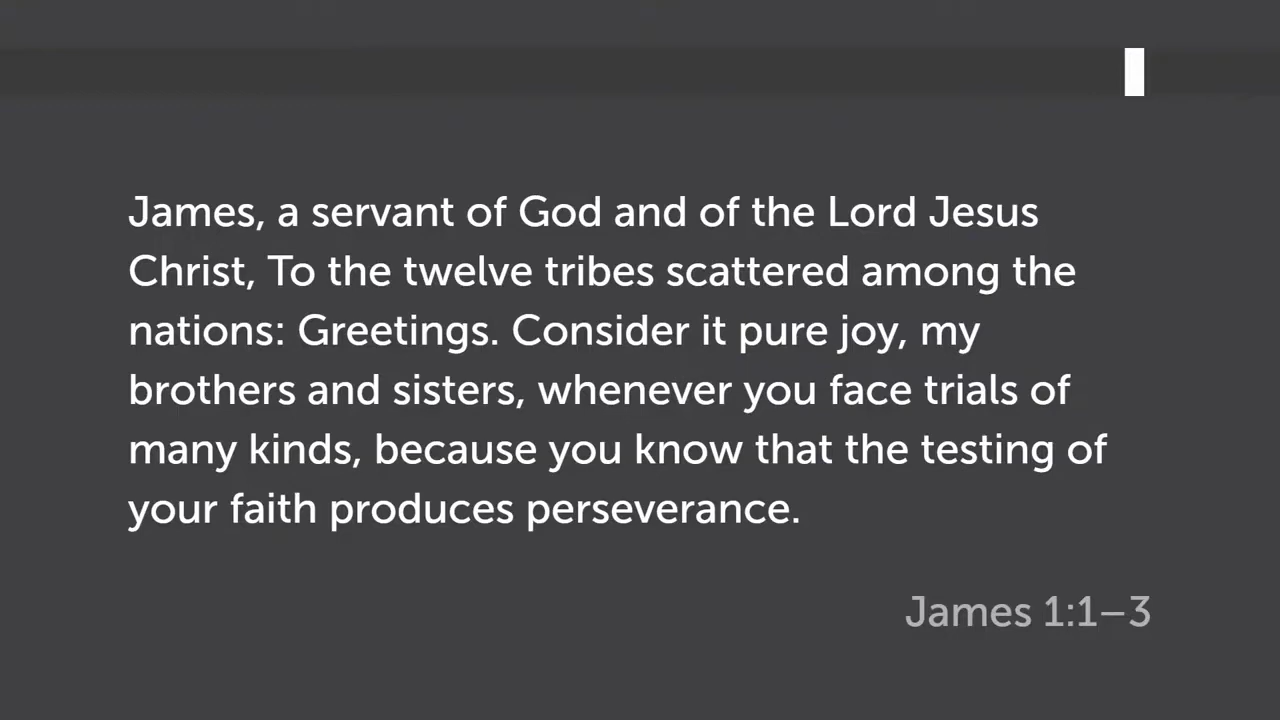 James, a servant of God and of the Lord Jesus
Christ, To the twelve tribes scattered among the
nations: Greetings. Consider it pure joy, my
brothers and sisters, whenever you face trials of
many kinds, because you know that the testing of
your faith produces perseverance.
James 1:1–3